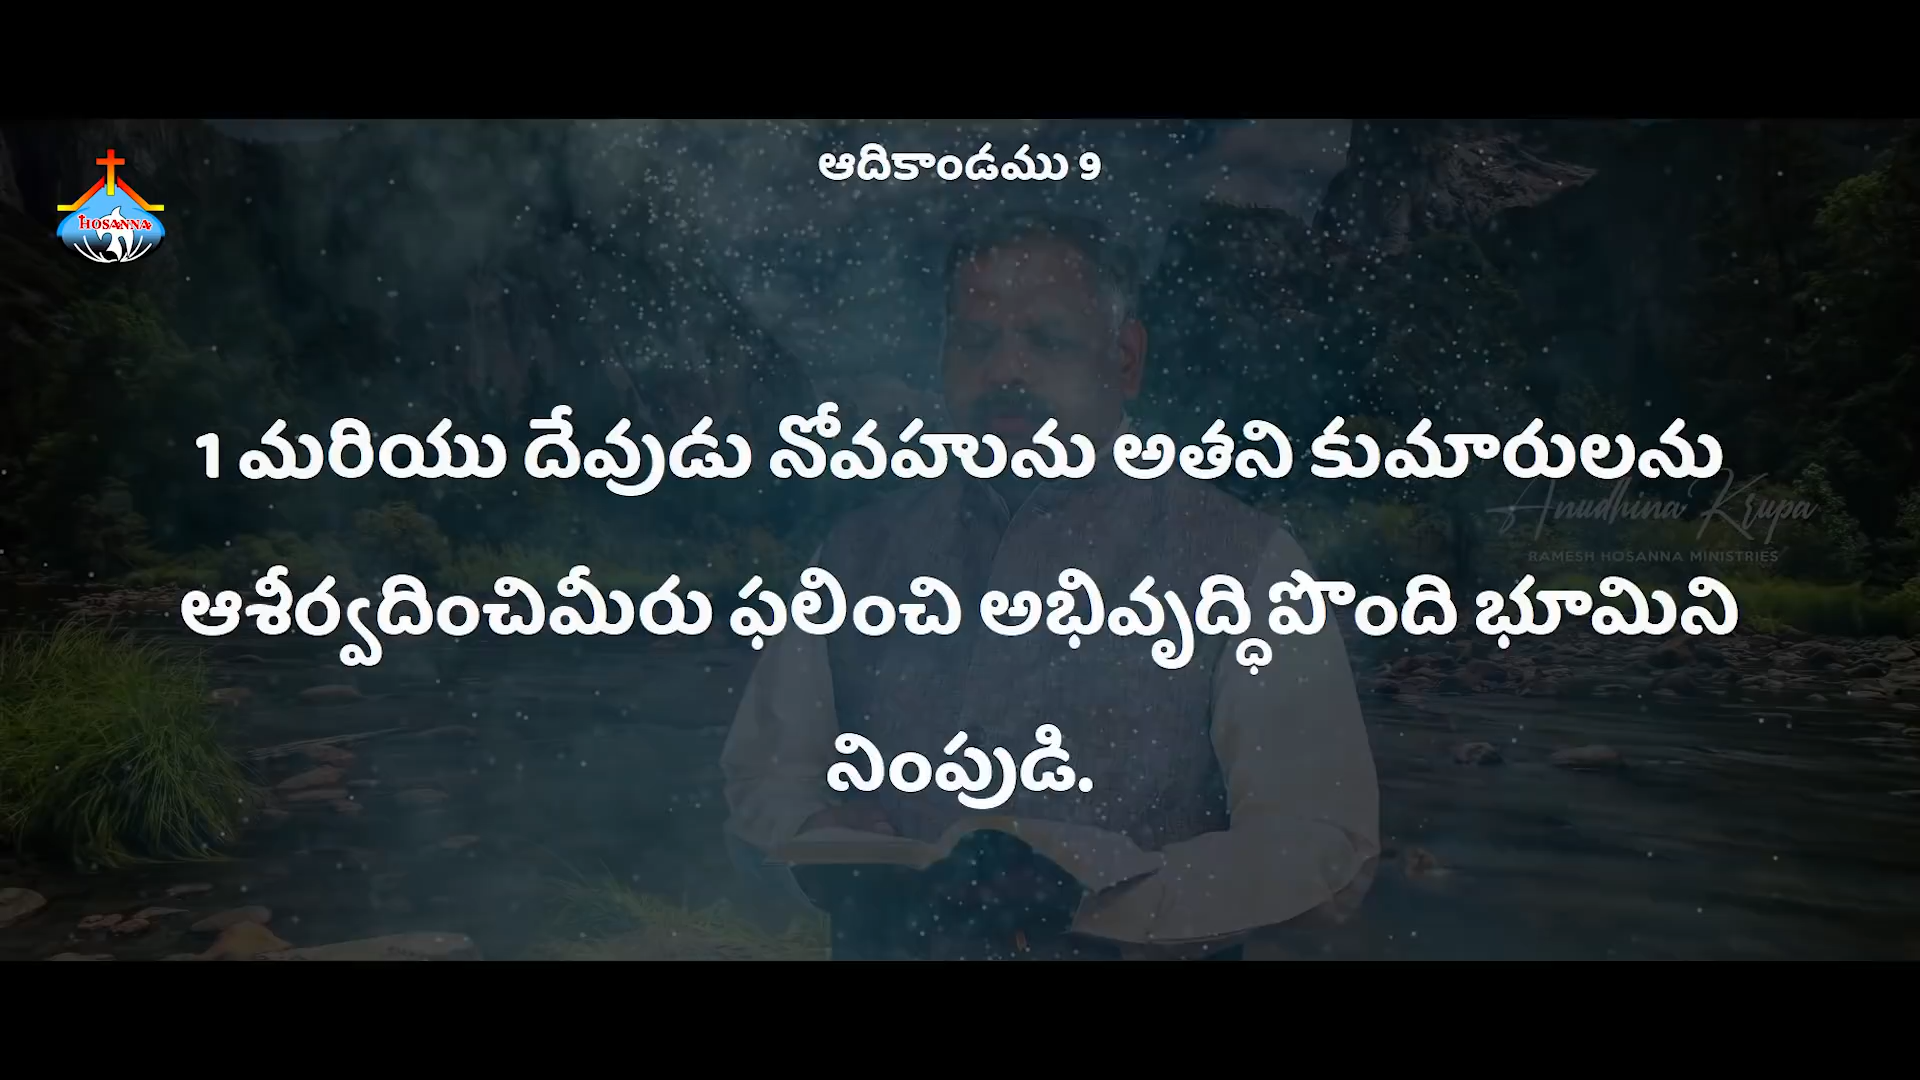 ఆదికాండము 9
HOSANNA
1 మరియు దేవుడు నోవహును అతని కుమారులను
Anudhina Krupa
RAMESH HOSANNA MINISTRIES
ఆశీర్వదించిమీరు ఫలించి అభివృద్ధిపొంది భూమిని
నింపుడి.